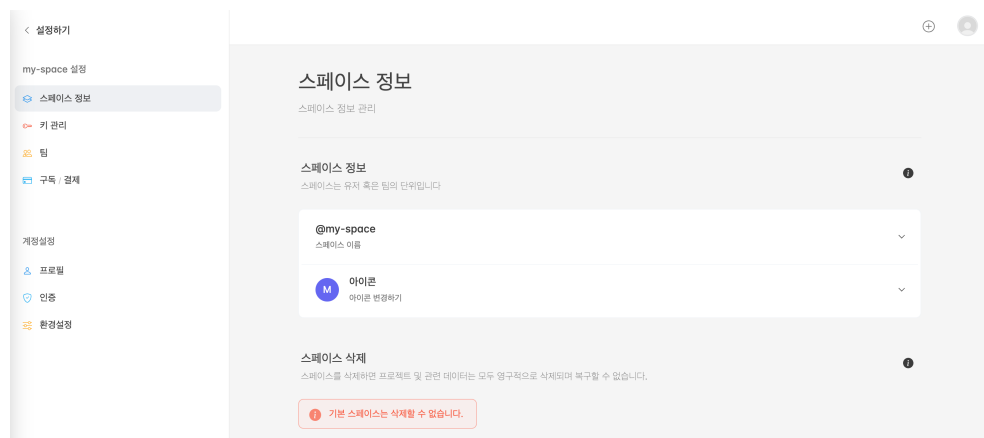 설정하기
my-space 설정
스페이스 정보
키 관리
팀
구독 / 결제
계정설정
프로필
인증
환경설정
스페이스 정보
스페이스 정보 관리
스페이스 정보
스페이스는 유저 혹은 팀의 단위입니다
@my-space
스페이스 이름
M
아이콘
아이콘 변경하기
스페이스 삭제
스페이스를 삭제하면 프로젝트 및 관련 데이터는 모두 영구적으로 삭제되며 복구할 수 없습니다.
기본 스페이스는 삭제할 수 없습니다.